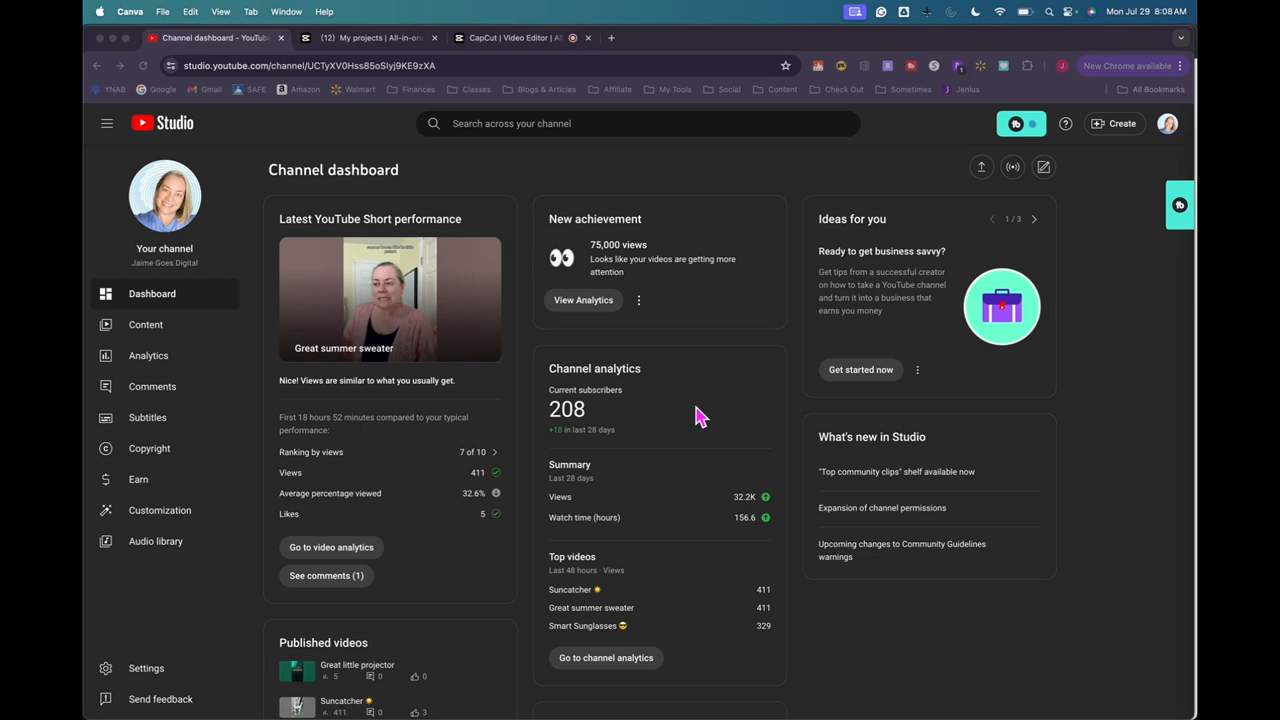 Canva File Edit View Tab Window Help
Mon Jul 29 8:08 AM
Channel dashboard - YouTube
(12) My projects | All-in-on
CapCut | Video Editor | Al
studio.youtube.com/channel/UCTyXV0Hss85oSlyj9KE9zXA
New Chrome available
YNAB Google Gmail SAFE Amazon Walmart Finances Classes Blogs & Articles Affiliate My Tools Social Content Check Out Sometimes Jenius All Bookmarks
Studio
Search across your channel
Create
Channel dashboard
Your channel
Jaime Goes Digital
Dashboard
Content
Analytics
Comments
Subtitles
Copyright
Earn
Customization
Audio library
Settings
Send feedback
Latest YouTube Short performance
Great summer sweater
Nice! Views are similar to what you usually get.
First 18 hours 52 minutes compared to your typical
performance:
Ranking by views 7 of 10
Views 411
Average percentage viewed 32.6%
Likes 5
Go to video analytics
See comments (1)
Published videos
Great little projector
5 0 0
Suncatcher ☀️
411 0 3
New achievement
75,000 views
Looks like your videos are getting more
attention
View Analytics
Channel analytics
Current subscribers
208
+18 in last 28 days
Summary
Last 28 days
Views 32.2K
Watch time (hours) 156.6
Top videos
Last 48 hours · Views
Suncatcher ☀️ 411
Great summer sweater 411
Smart Sunglasses 😎 329
Go to channel analytics
Ideas for you
1 / 3
Ready to get business savvy?
Get tips from a successful creator
on how to take a YouTube channel
and turn it into a business that
earns you money
Get started now
What's new in Studio
"Top community clips" shelf available now
Expansion of channel permissions
Upcoming changes to Community Guidelines
warnings